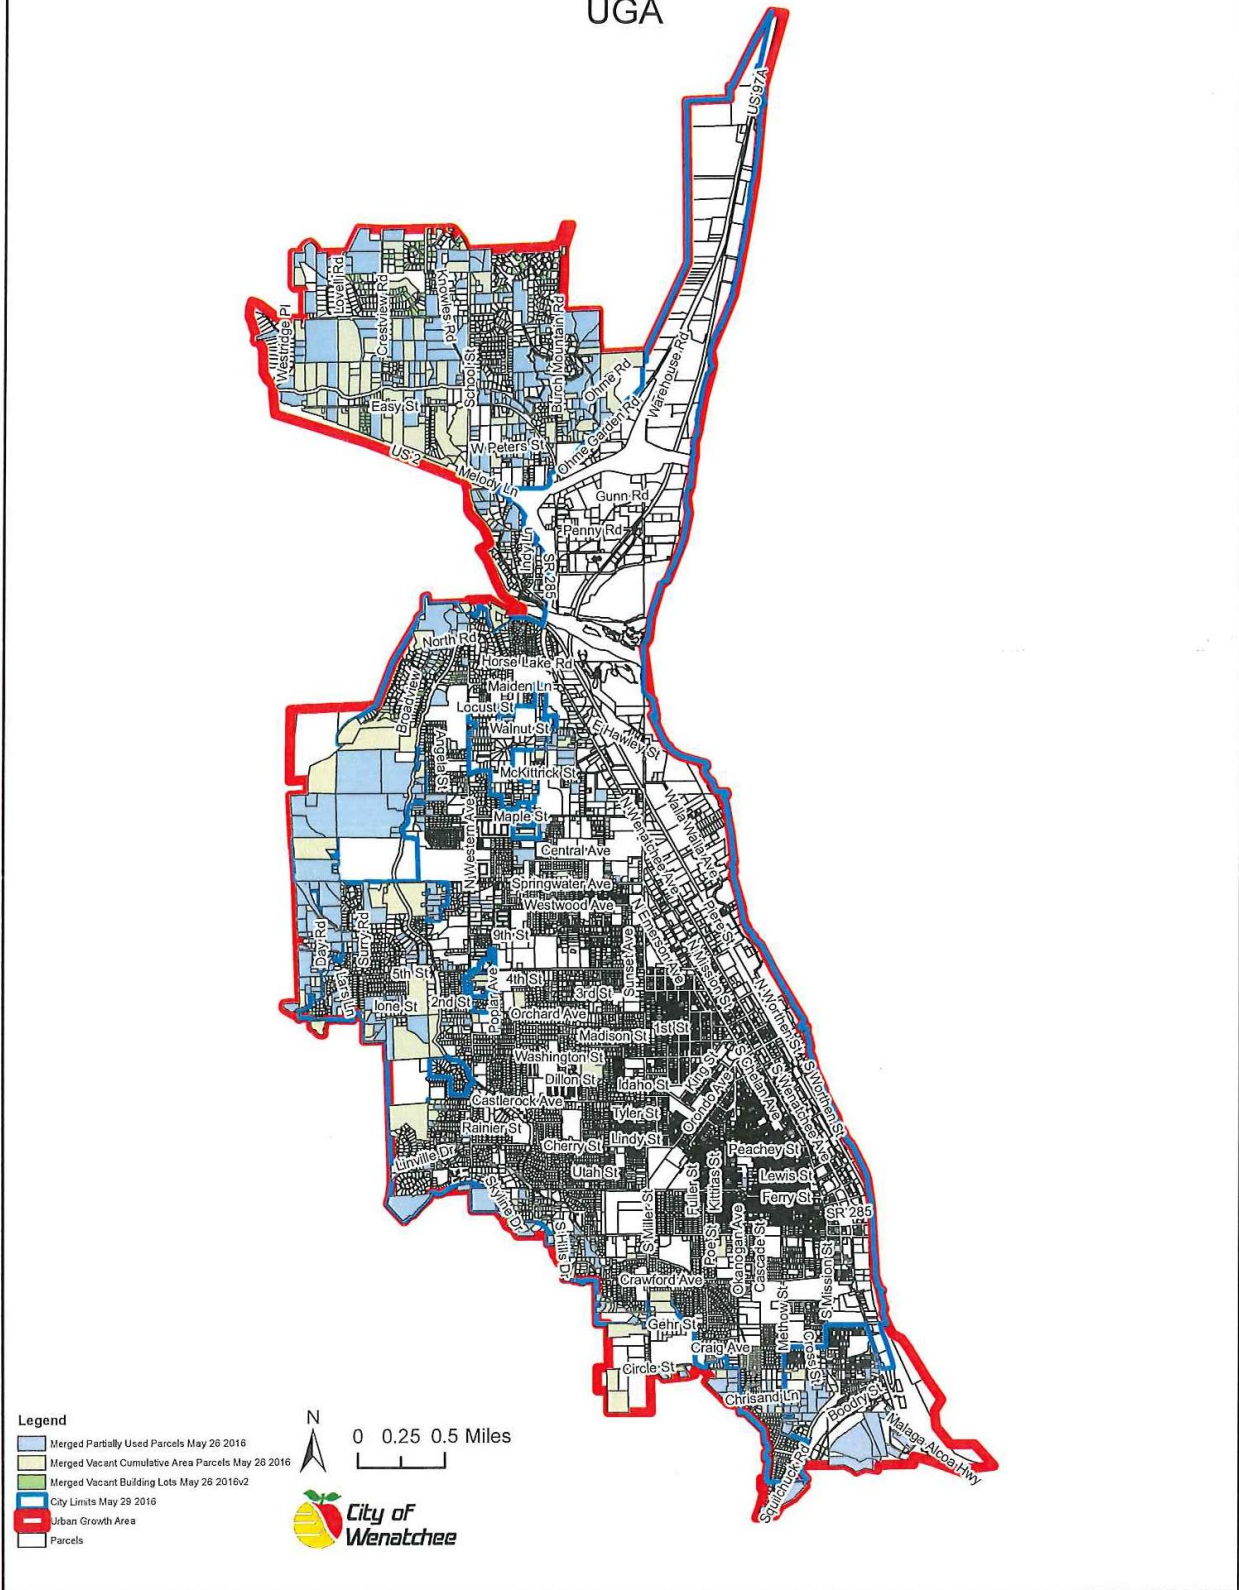 UGA
US 97A
Lovell Rd
Crestview Rd
Knowles Rd
Westridge Pl
School St
Burch Mountain Rd
Ohme Rd
Warehouse Rd
Easy St
Ohme Garden Rd
W Peters St
US 2
Melody Ln
Gunn Rd
Penny Rd
Indy Ln
SR 285
North Rd
Horse Lake Rd
Maiden Ln
Broadview
Locust St
Walnut St
E Hawley St
Angela St
McKittrick St
Maple St
N Western Ave
N Wenatchee Ave
Walla Walla Ave
Central Ave
Springwater Ave
Westwood Ave
Piere St
N Emerson Ave
9th St
Day Rd
Surry Rd
Sunset Ave
N Mission St
5th St
4th St
Lars Ln
Ione St
2nd St
Poplar Ave
3rd St
N Worthen St
Orchard Ave
1st St
Madison St
Washington St
King St
S Chelan Ave
S Wenatchee Ave
S Worthen St
Dillon St
Idaho St
Orondo Ave
Castlerock Ave
Tyler St
Rainier St
Cherry St
Lindy St
Peachey St
Linville Dr
Utah St
Lewis St
Skyline Dr
Fuller St
Kittitas St
Ferry St
S Miller St
SR 285
S Hills Dr
Poe St
Okanogan Ave
Cascade St
Crawford Ave
S Mission St
Methow St
Gehr St
Craig Ave
Cross St
Circle St
Chrisand Ln
Boodry St
Malaga Alcoa Hwy
Squilchuck Rd
Legend
Merged Partially Used Parcels May 26 2016
Merged Vacant Cumulative Area Parcels May 26 2016
Merged Vacant Building Lots May 26 2016v2
City Limits May 29 2016
Urban Growth Area
Parcels
N
0 0.25 0.5 Miles
City of
Wenatchee